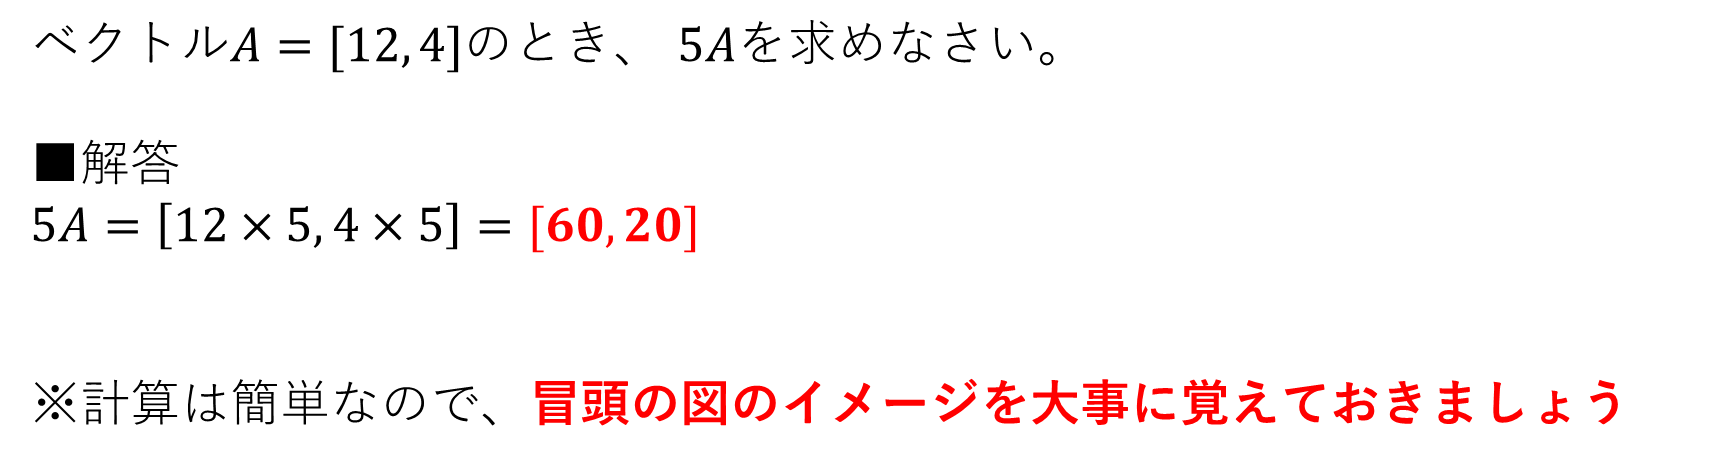 ベクトルA = [12,4]のとき、 5Aを求めなさい。
■解答
5A = [12 × 5, 4 × 5] = [60, 20]
※計算は簡単なので、冒頭の図のイメージを大事に覚えておきましょう